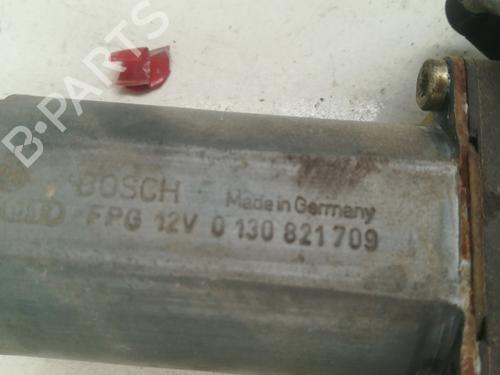 BOSCH Made in Germany
FPG 12V 0 130 821 709
B-PARTS